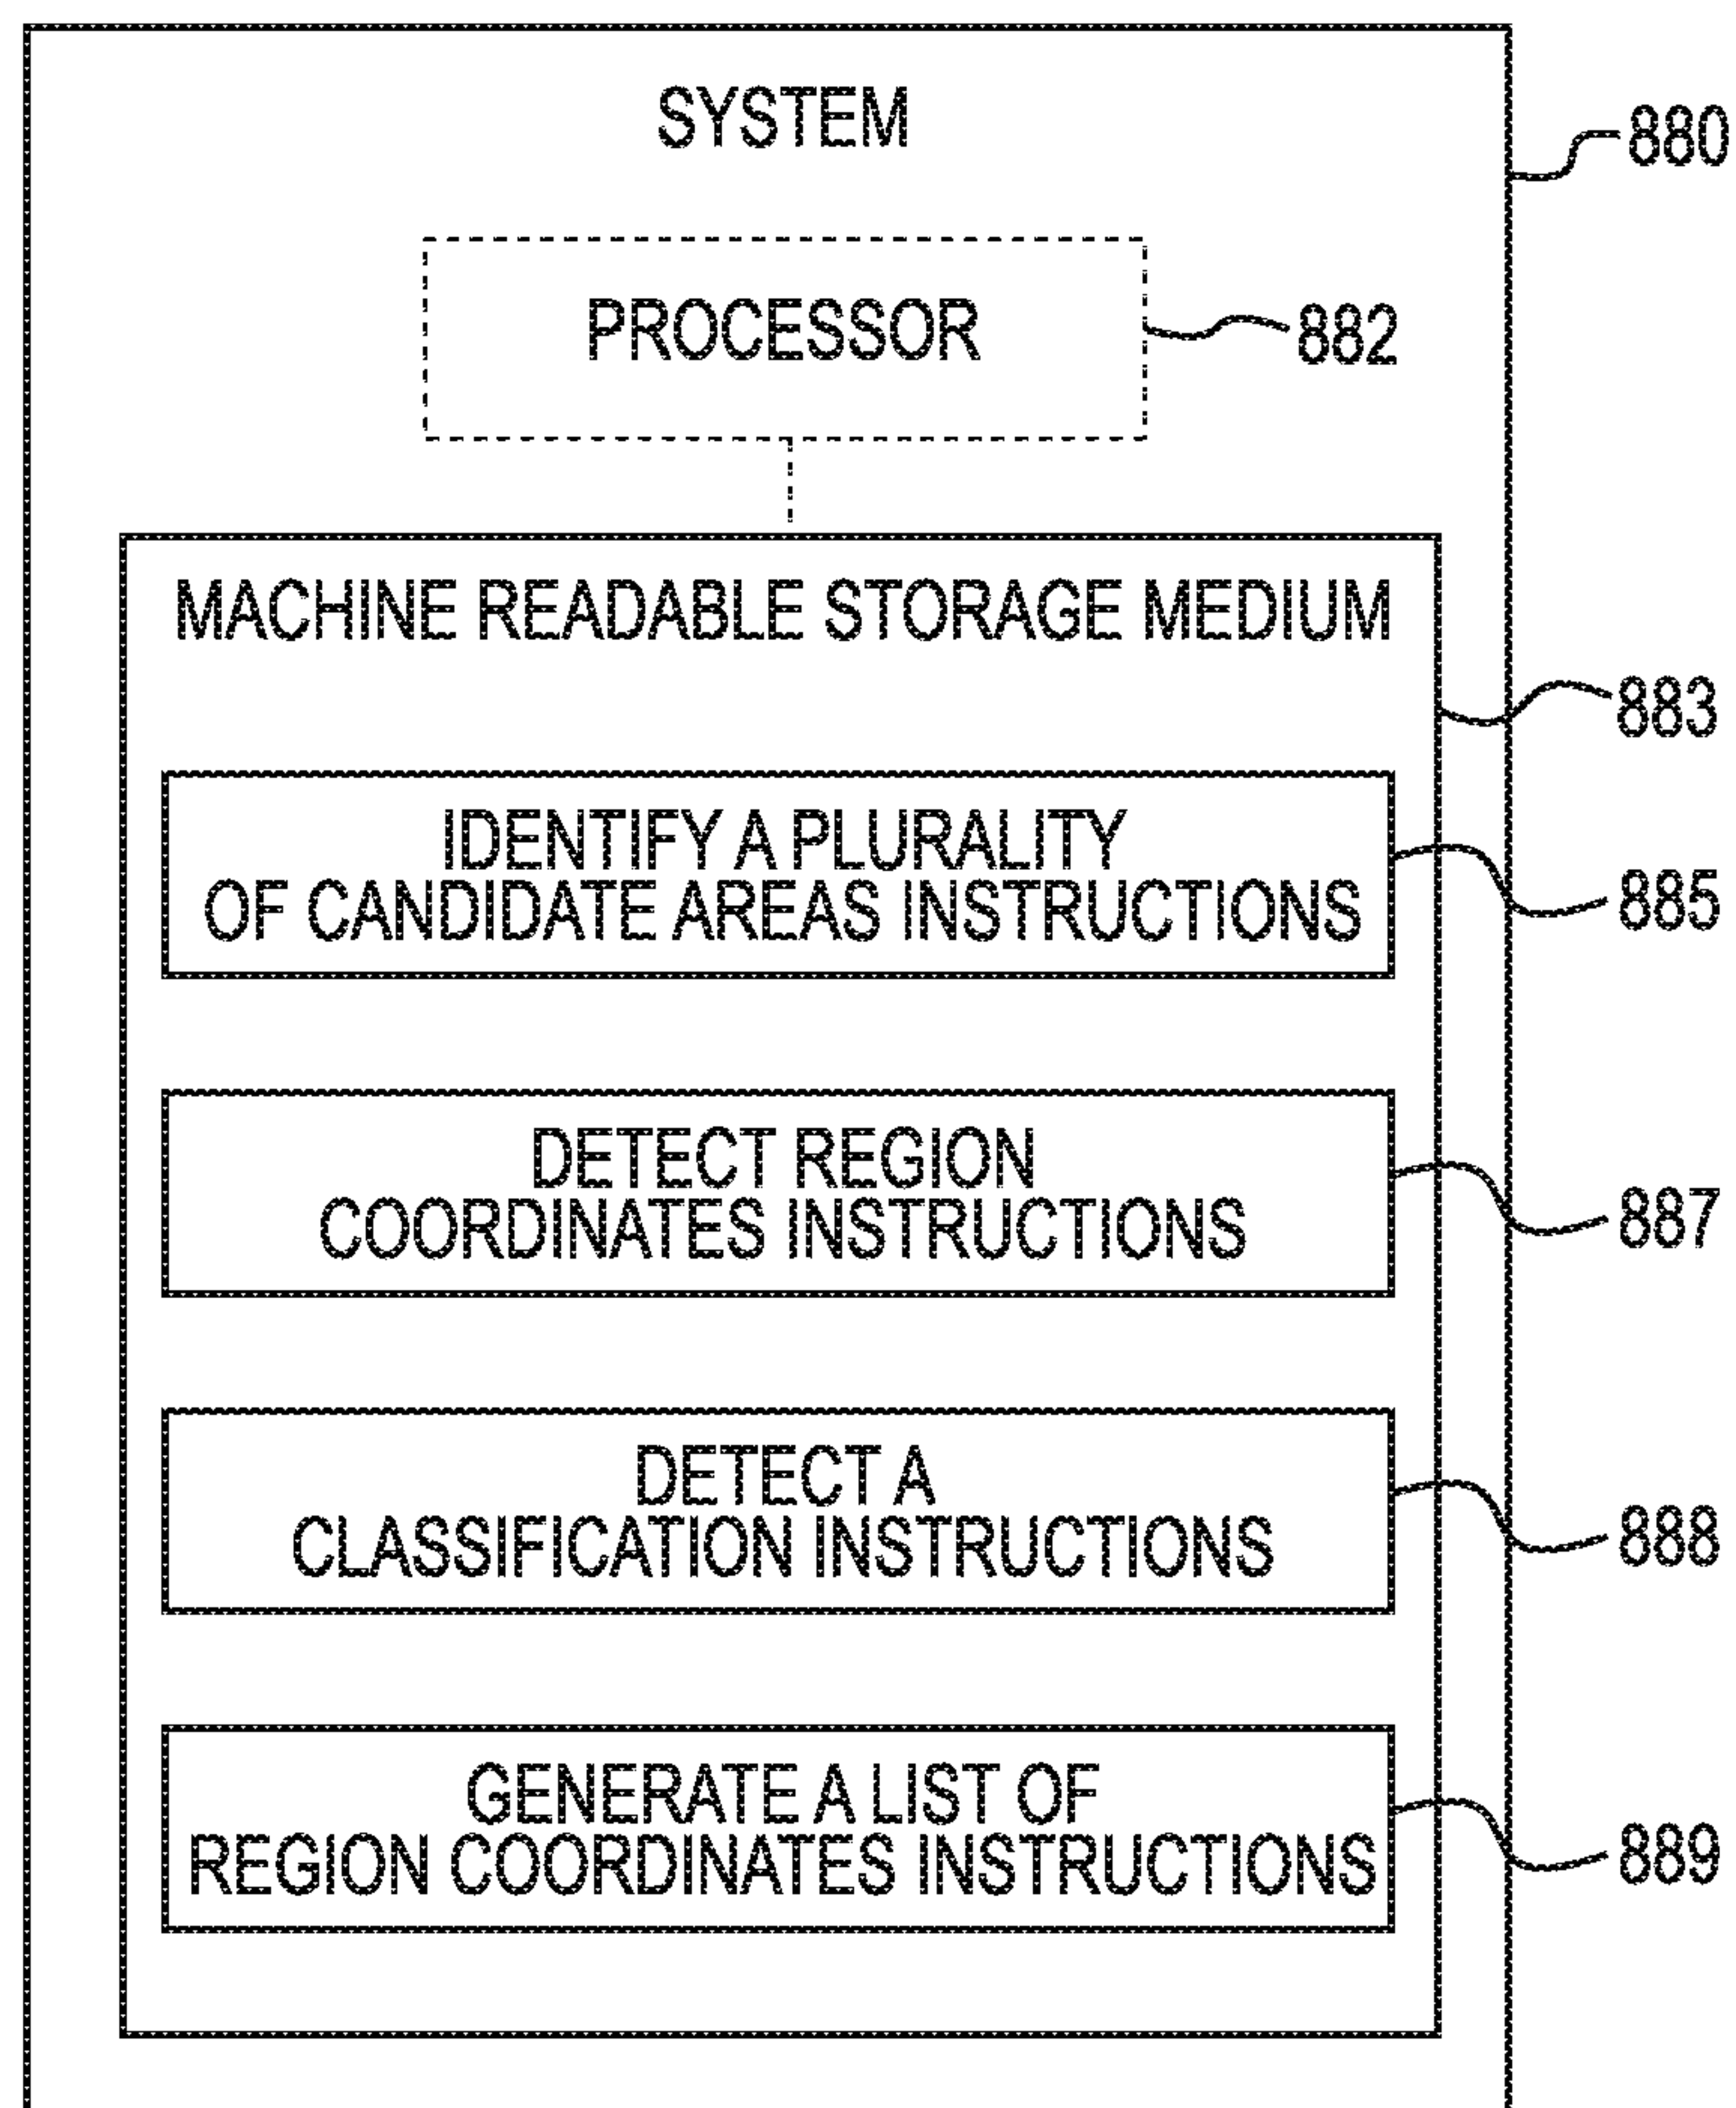 SYSTEM
880
PROCESSOR
882
MACHINE READABLE STORAGE MEDIUM
883
IDENTIFY A PLURALITY
OF CANDIDATE AREAS INSTRUCTIONS
885
DETECT REGION
COORDINATES INSTRUCTIONS
887
DETECT A
CLASSIFICATION INSTRUCTIONS
888
GENERATE A LIST OF
REGION COORDINATES INSTRUCTIONS
889